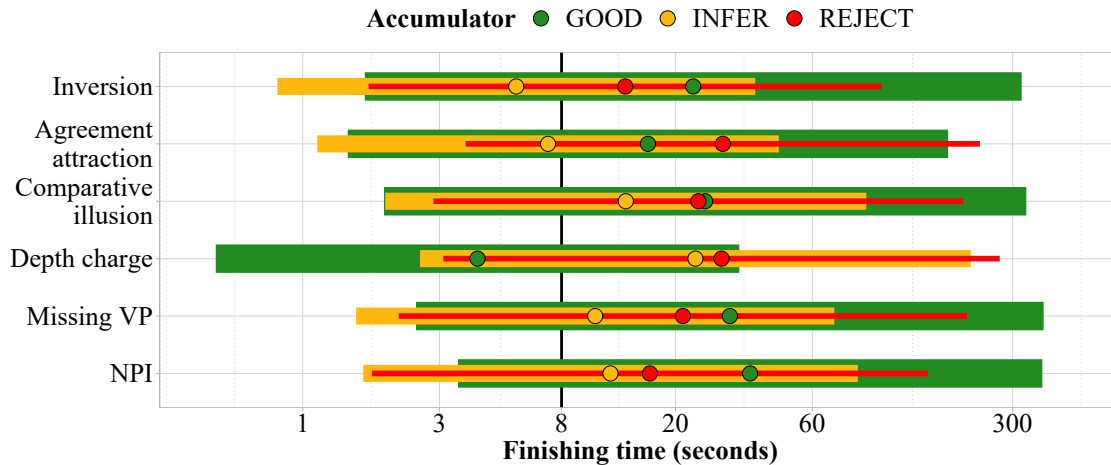 Accumulator GOOD INFER REJECT
Inversion
Agreement
attraction
Comparative
illusion
Depth charge
Missing VP
NPI
1 3 8 20 60 300
Finishing time (seconds)